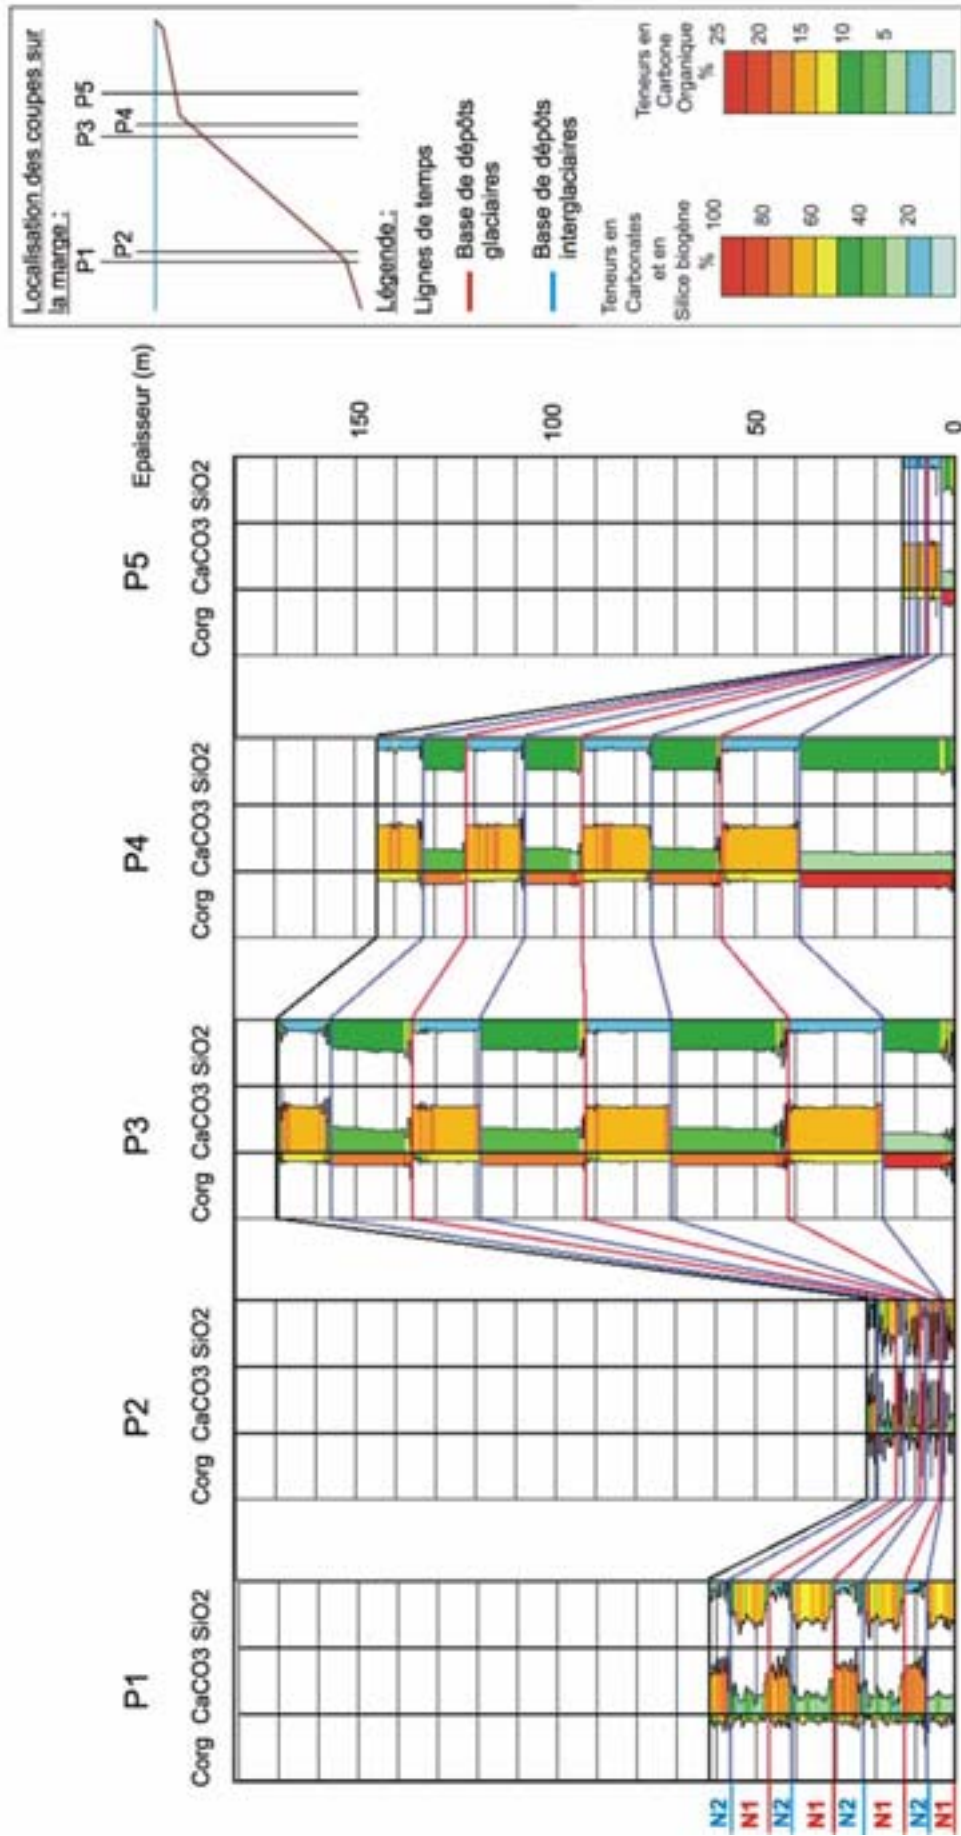 P1
Corg CaCO3 SiO2
P2
Corg CaCO3 SiO2
P3
Corg CaCO3 SiO2
P4
Corg CaCO3 SiO2
P5
Corg CaCO3 SiO2
Epaisseur (m)
150
100
50
0
N2
N1
N2
N1
N2
N1
N2
N1
Localisation des coupes sur
la marge :
P1
P2
P3
P4
P5
Légende :
Lignes de temps
Base de dépôts
glaciaires
Base de dépôts
interglaciaires
Teneurs en
Carbonates
et en
Silice biogène
%
100
80
60
40
20
Teneurs en
Carbone
Organique
%
25
20
15
10
5